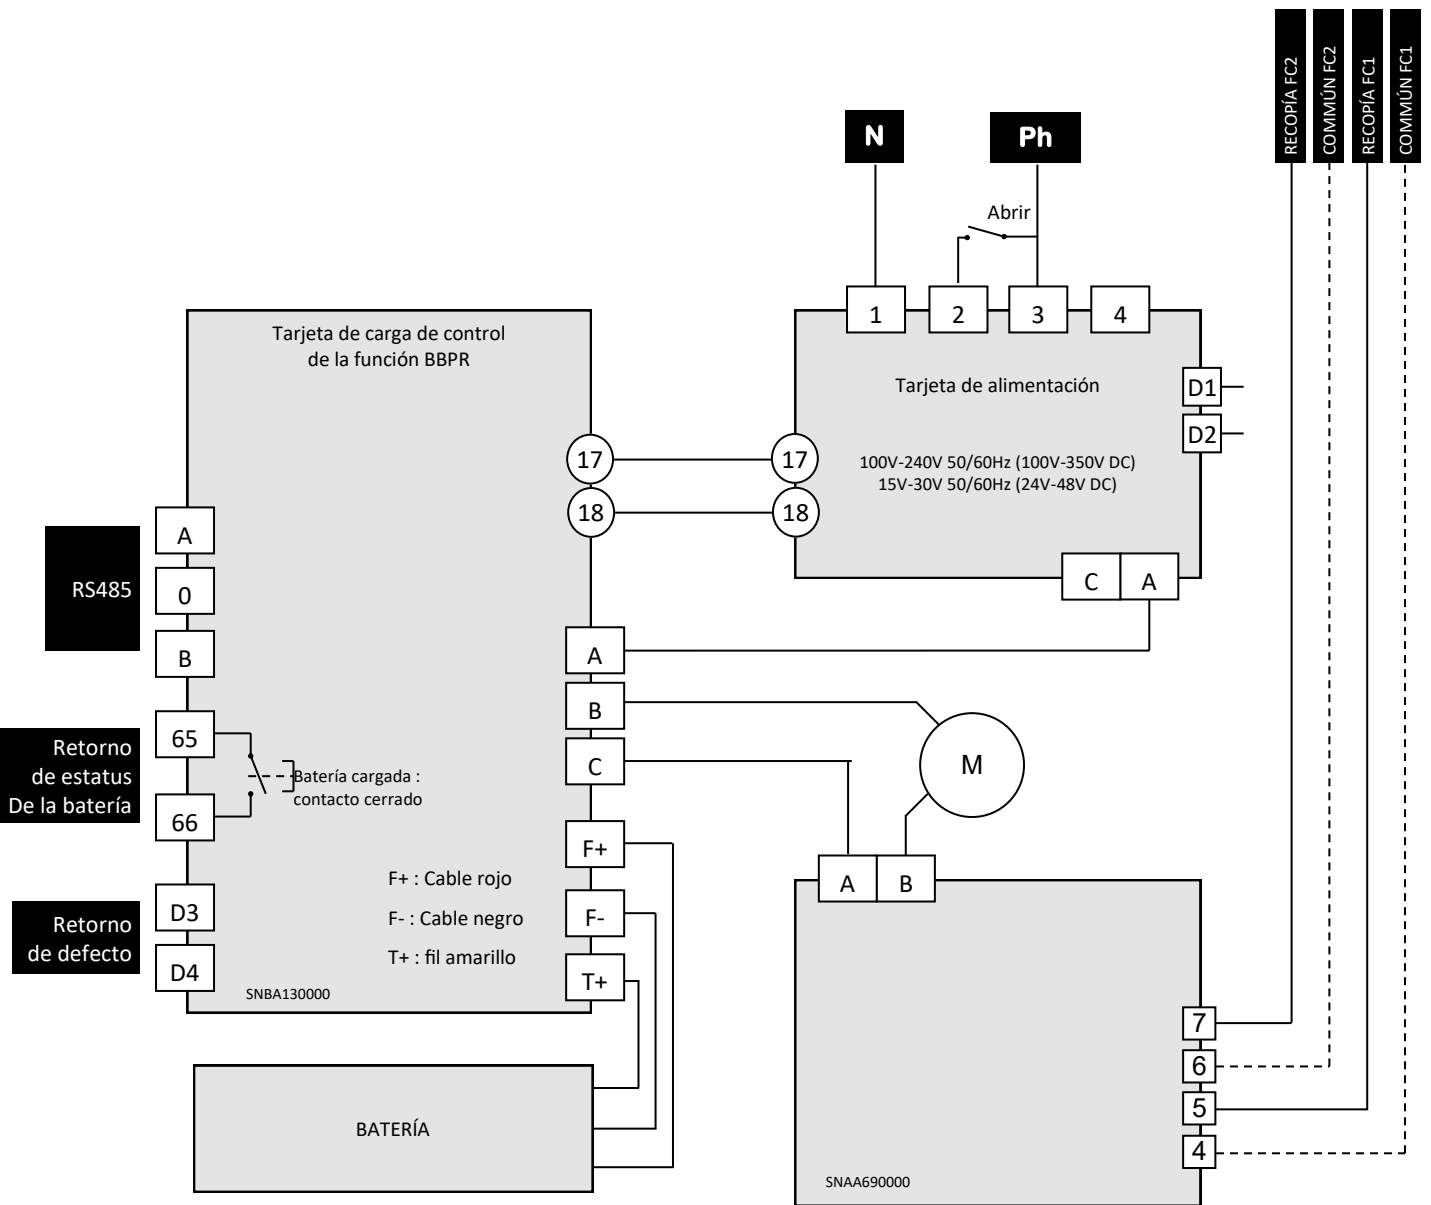 RECOPÍA FC2
COMMÚN FC2
RECOPÍA FC1
COMMÚN FC1
N
Ph
Abrir
1
2
3
4
Tarjeta de carga de control
de la función BBPR
Tarjeta de alimentación
D1
D2
100V-240V 50/60Hz (100V-350V DC)
15V-30V 50/60Hz (24V-48V DC)
17
17
18
18
C
A
RS485
A
0
B
A
B
C
M
Retorno
de estatus
De la batería
65
66
Batería cargada :
contacto cerrado
F+
F-
T+
F+ : Cable rojo
F- : Cable negro
T+ : fil amarillo
A
B
Retorno
de defecto
D3
D4
SNBA130000
7
6
5
4
BATERÍA
SNAA690000